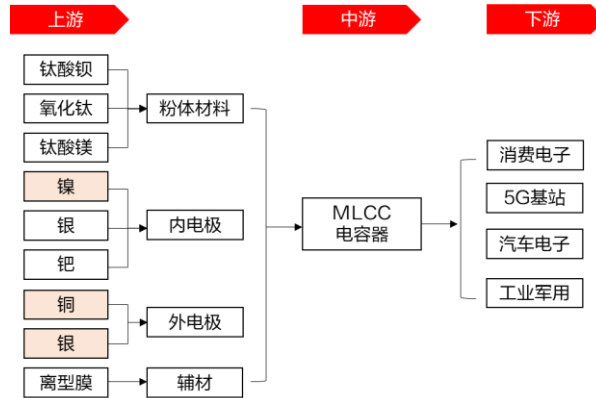 上游
中游
下游
钛酸钡
氧化钛
钛酸镁
粉体材料
镍
银
钯
内电极
铜
银
外电极
离型膜
辅材
MLCC
电容器
消费电子
5G基站
汽车电子
工业军用